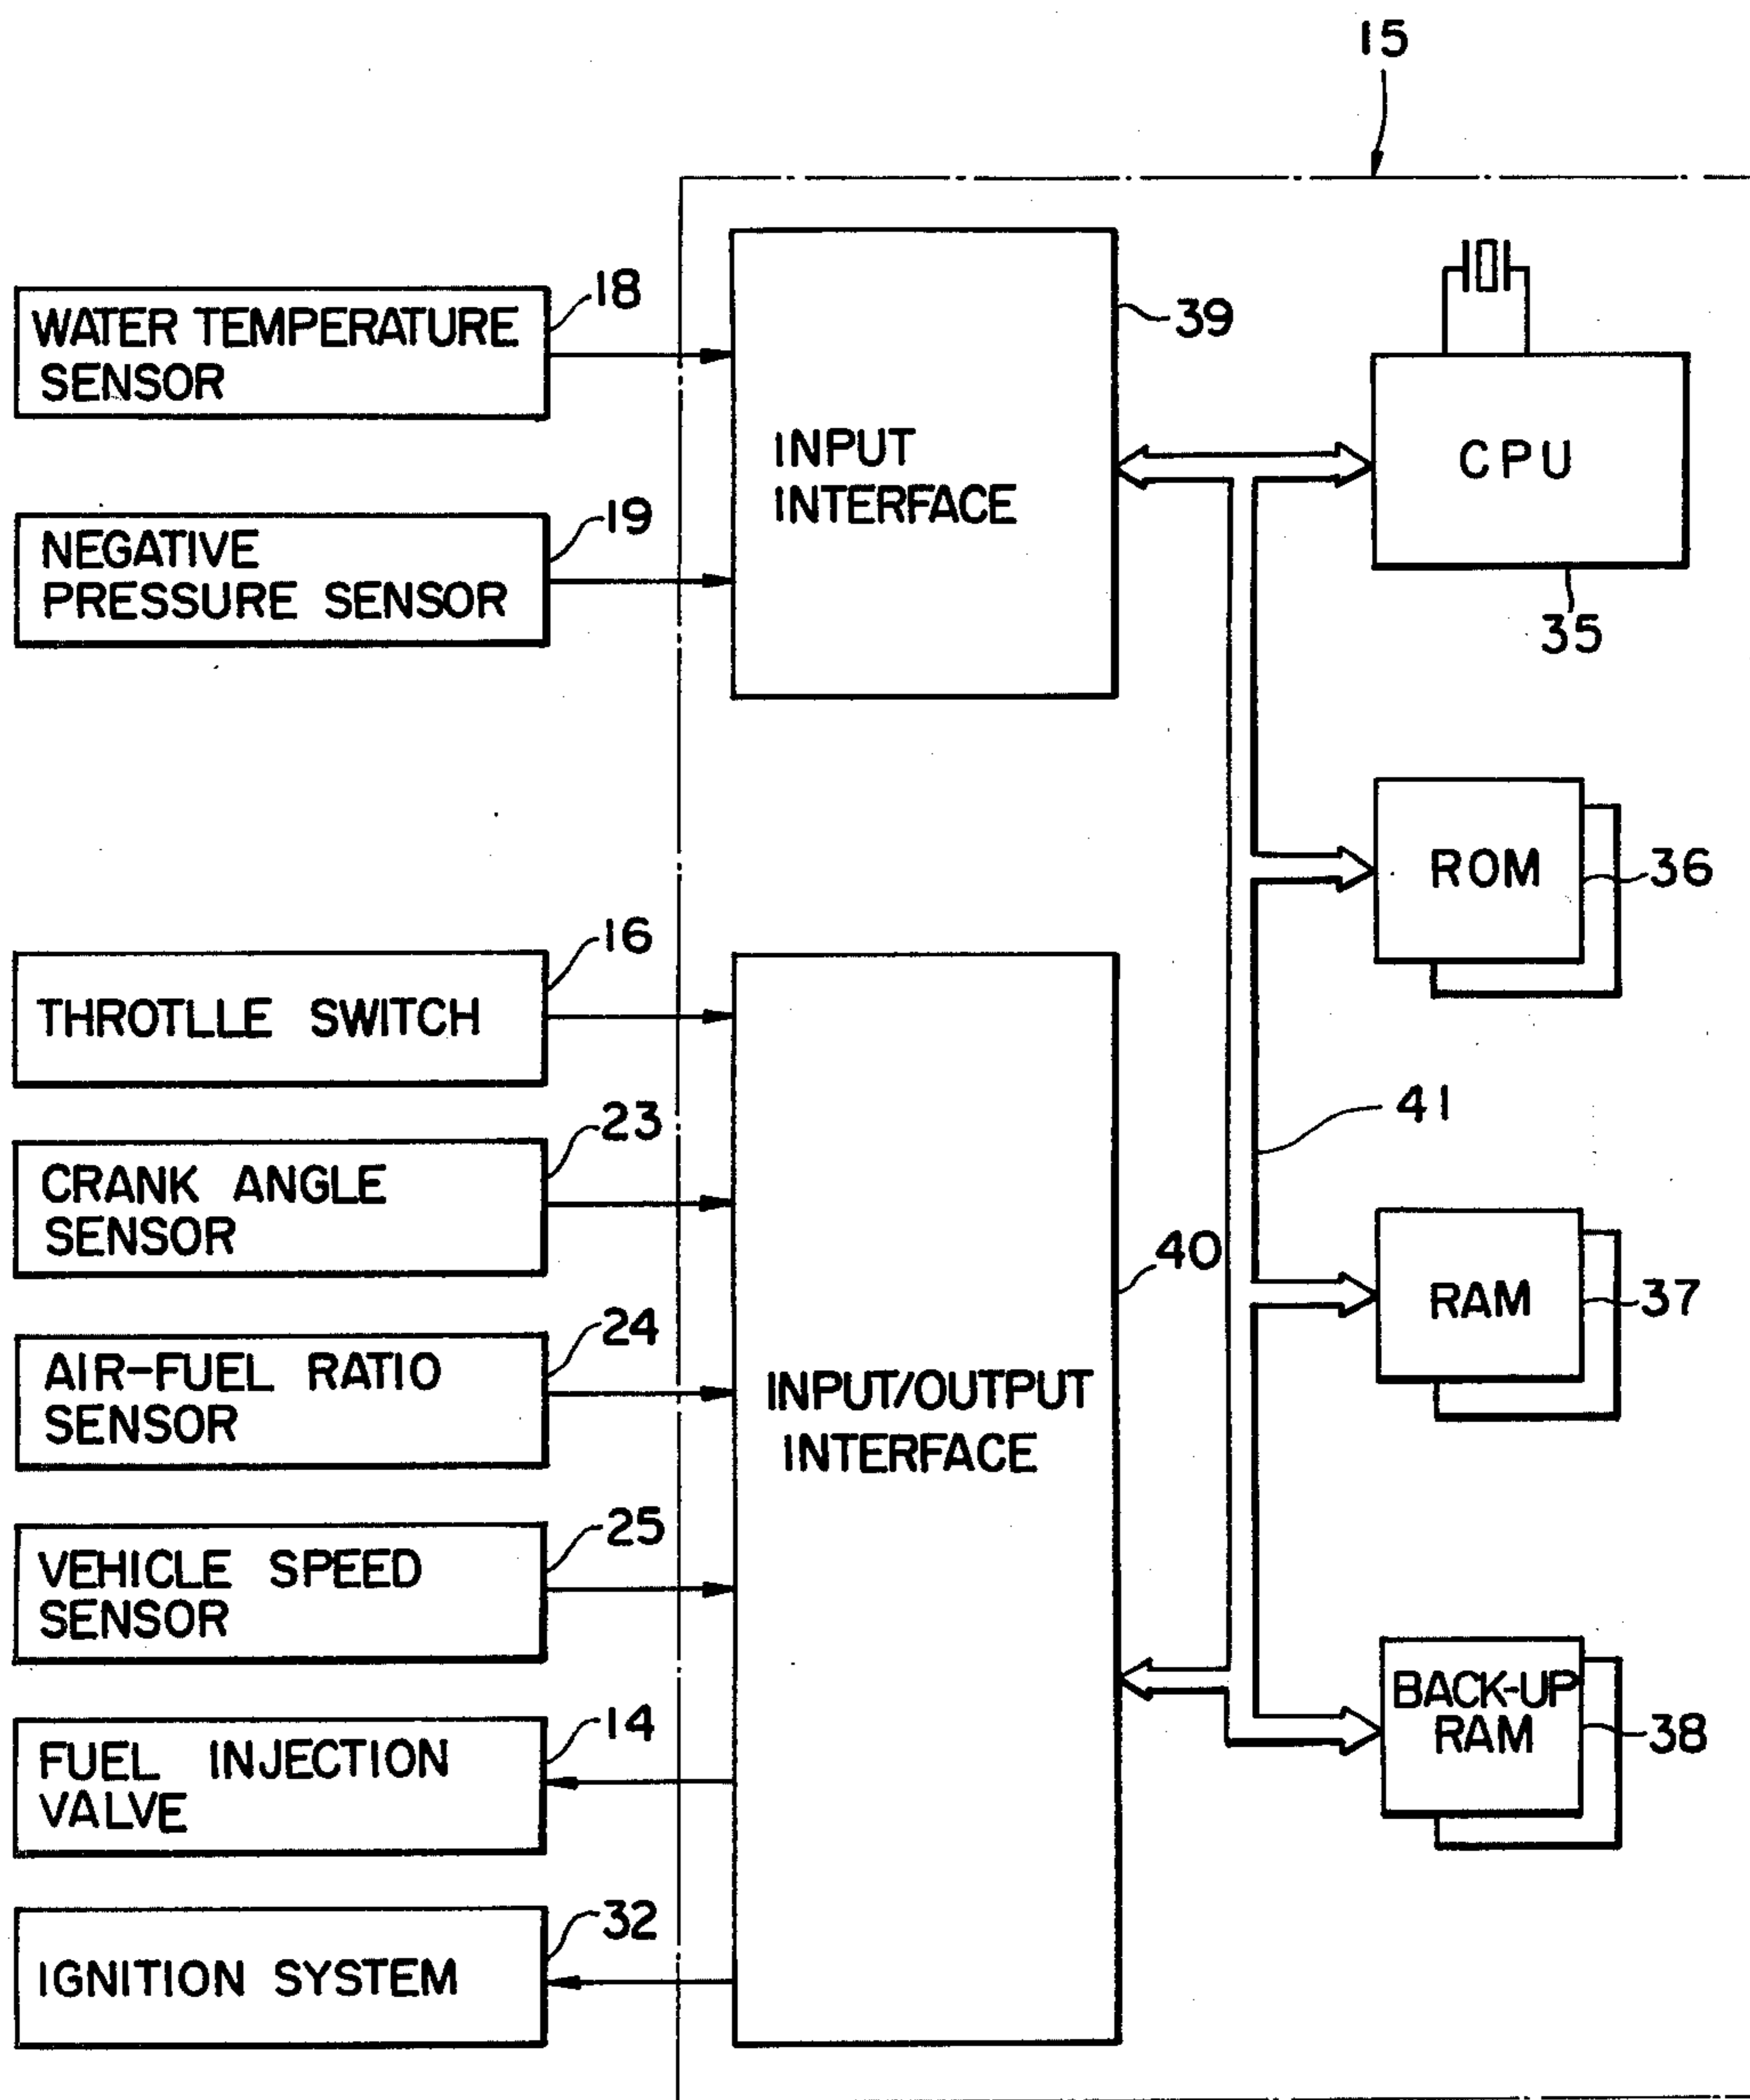 15
WATER TEMPERATURE
SENSOR
18
NEGATIVE
PRESSURE SENSOR
19
INPUT
INTERFACE
39
CPU
35
ROM
36
THROTLLE SWITCH
16
CRANK ANGLE
SENSOR
23
AIR-FUEL RATIO
SENSOR
24
VEHICLE SPEED
SENSOR
25
FUEL INJECTION
VALVE
14
IGNITION SYSTEM
32
INPUT/OUTPUT
INTERFACE
40
41
RAM
37
BACK-UP
RAM
38